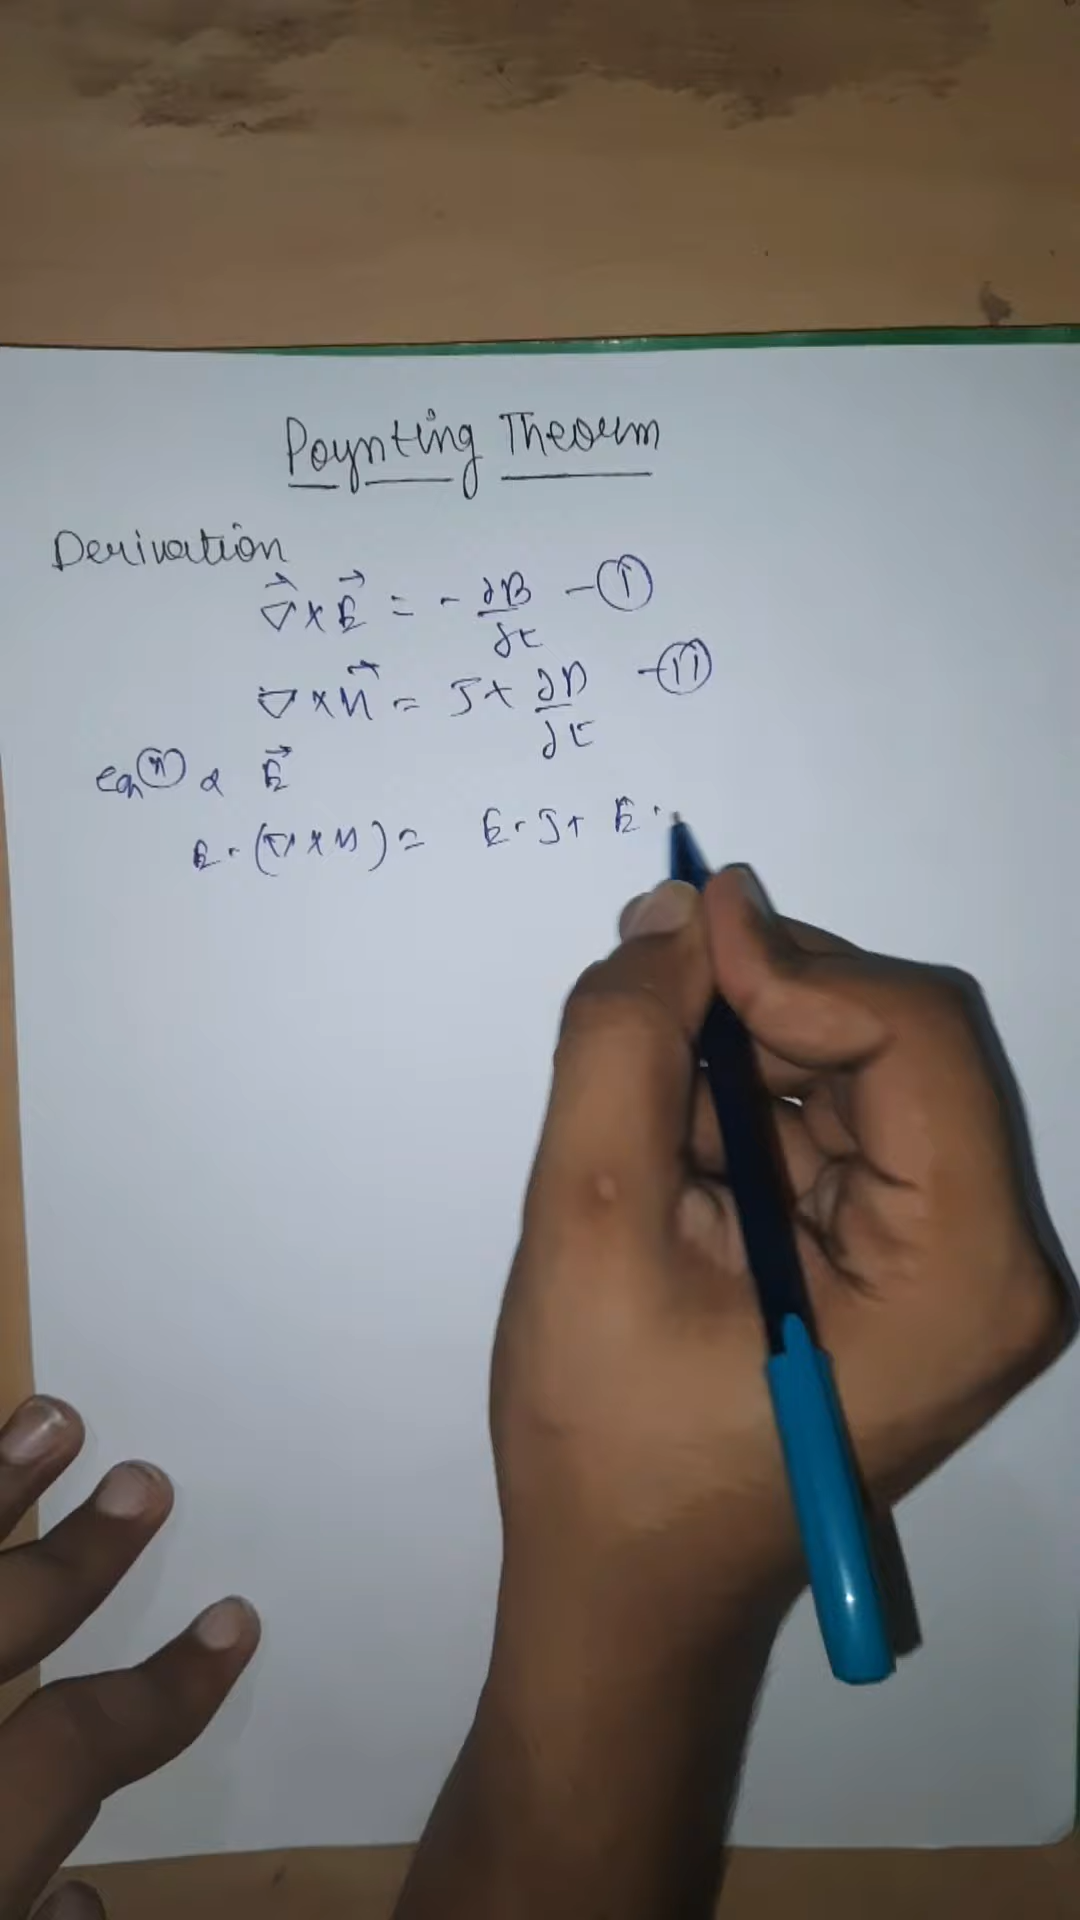 Poynting Theorem
Derivation
∇⃗ × E⃗ = - ∂B/∂t - Ⓘ
∇ × H⃗ = J + ∂D/∂t - ⓘⓘ
eqⁿ ⓘⓘ E⃗
E · (∇ × H) = E · J + E ·